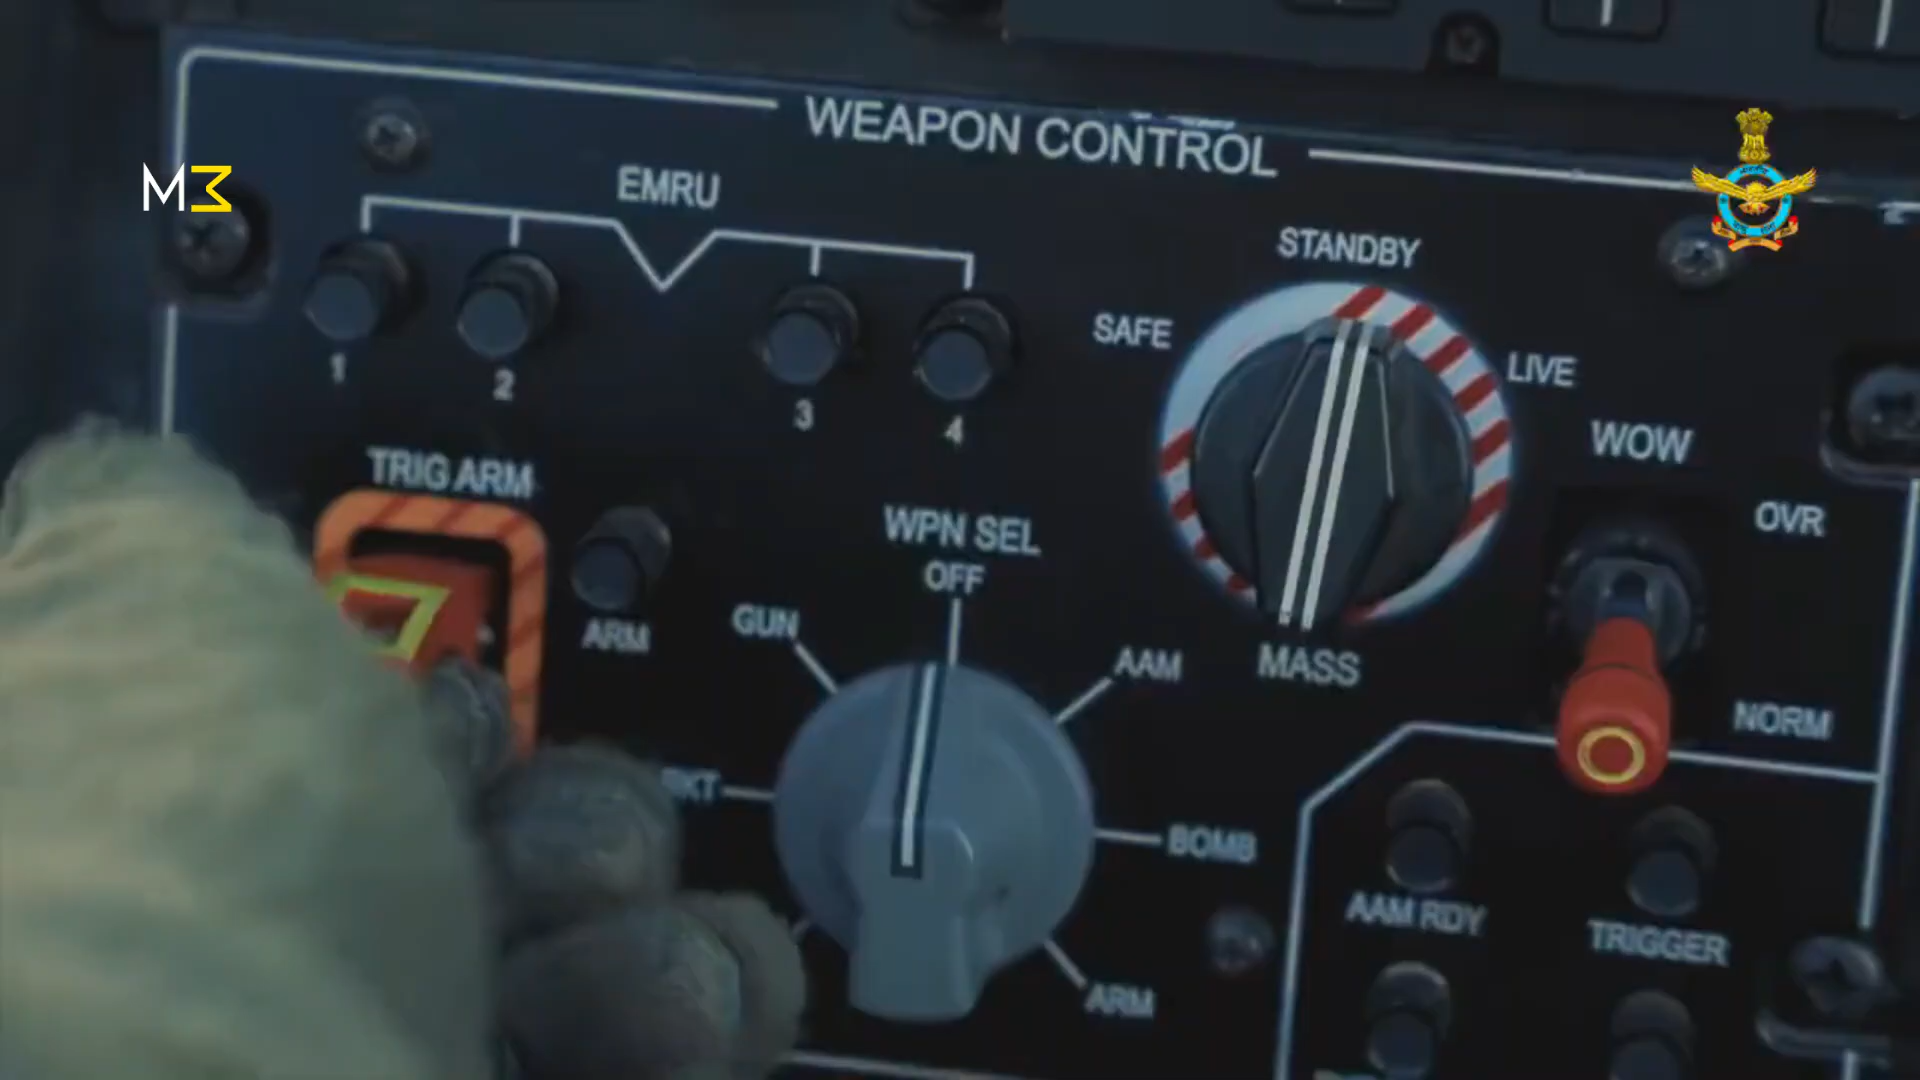 WEAPON CONTROL
M3
EMRU
STANDBY
SAFE
LIVE
1
2
3
4
WOW
TRIG ARM
OVR
WPN SEL
OFF
GUN
ARM
AAM
MASS
NORM
BOMB
AAM RDY
TRIGGER
ARM